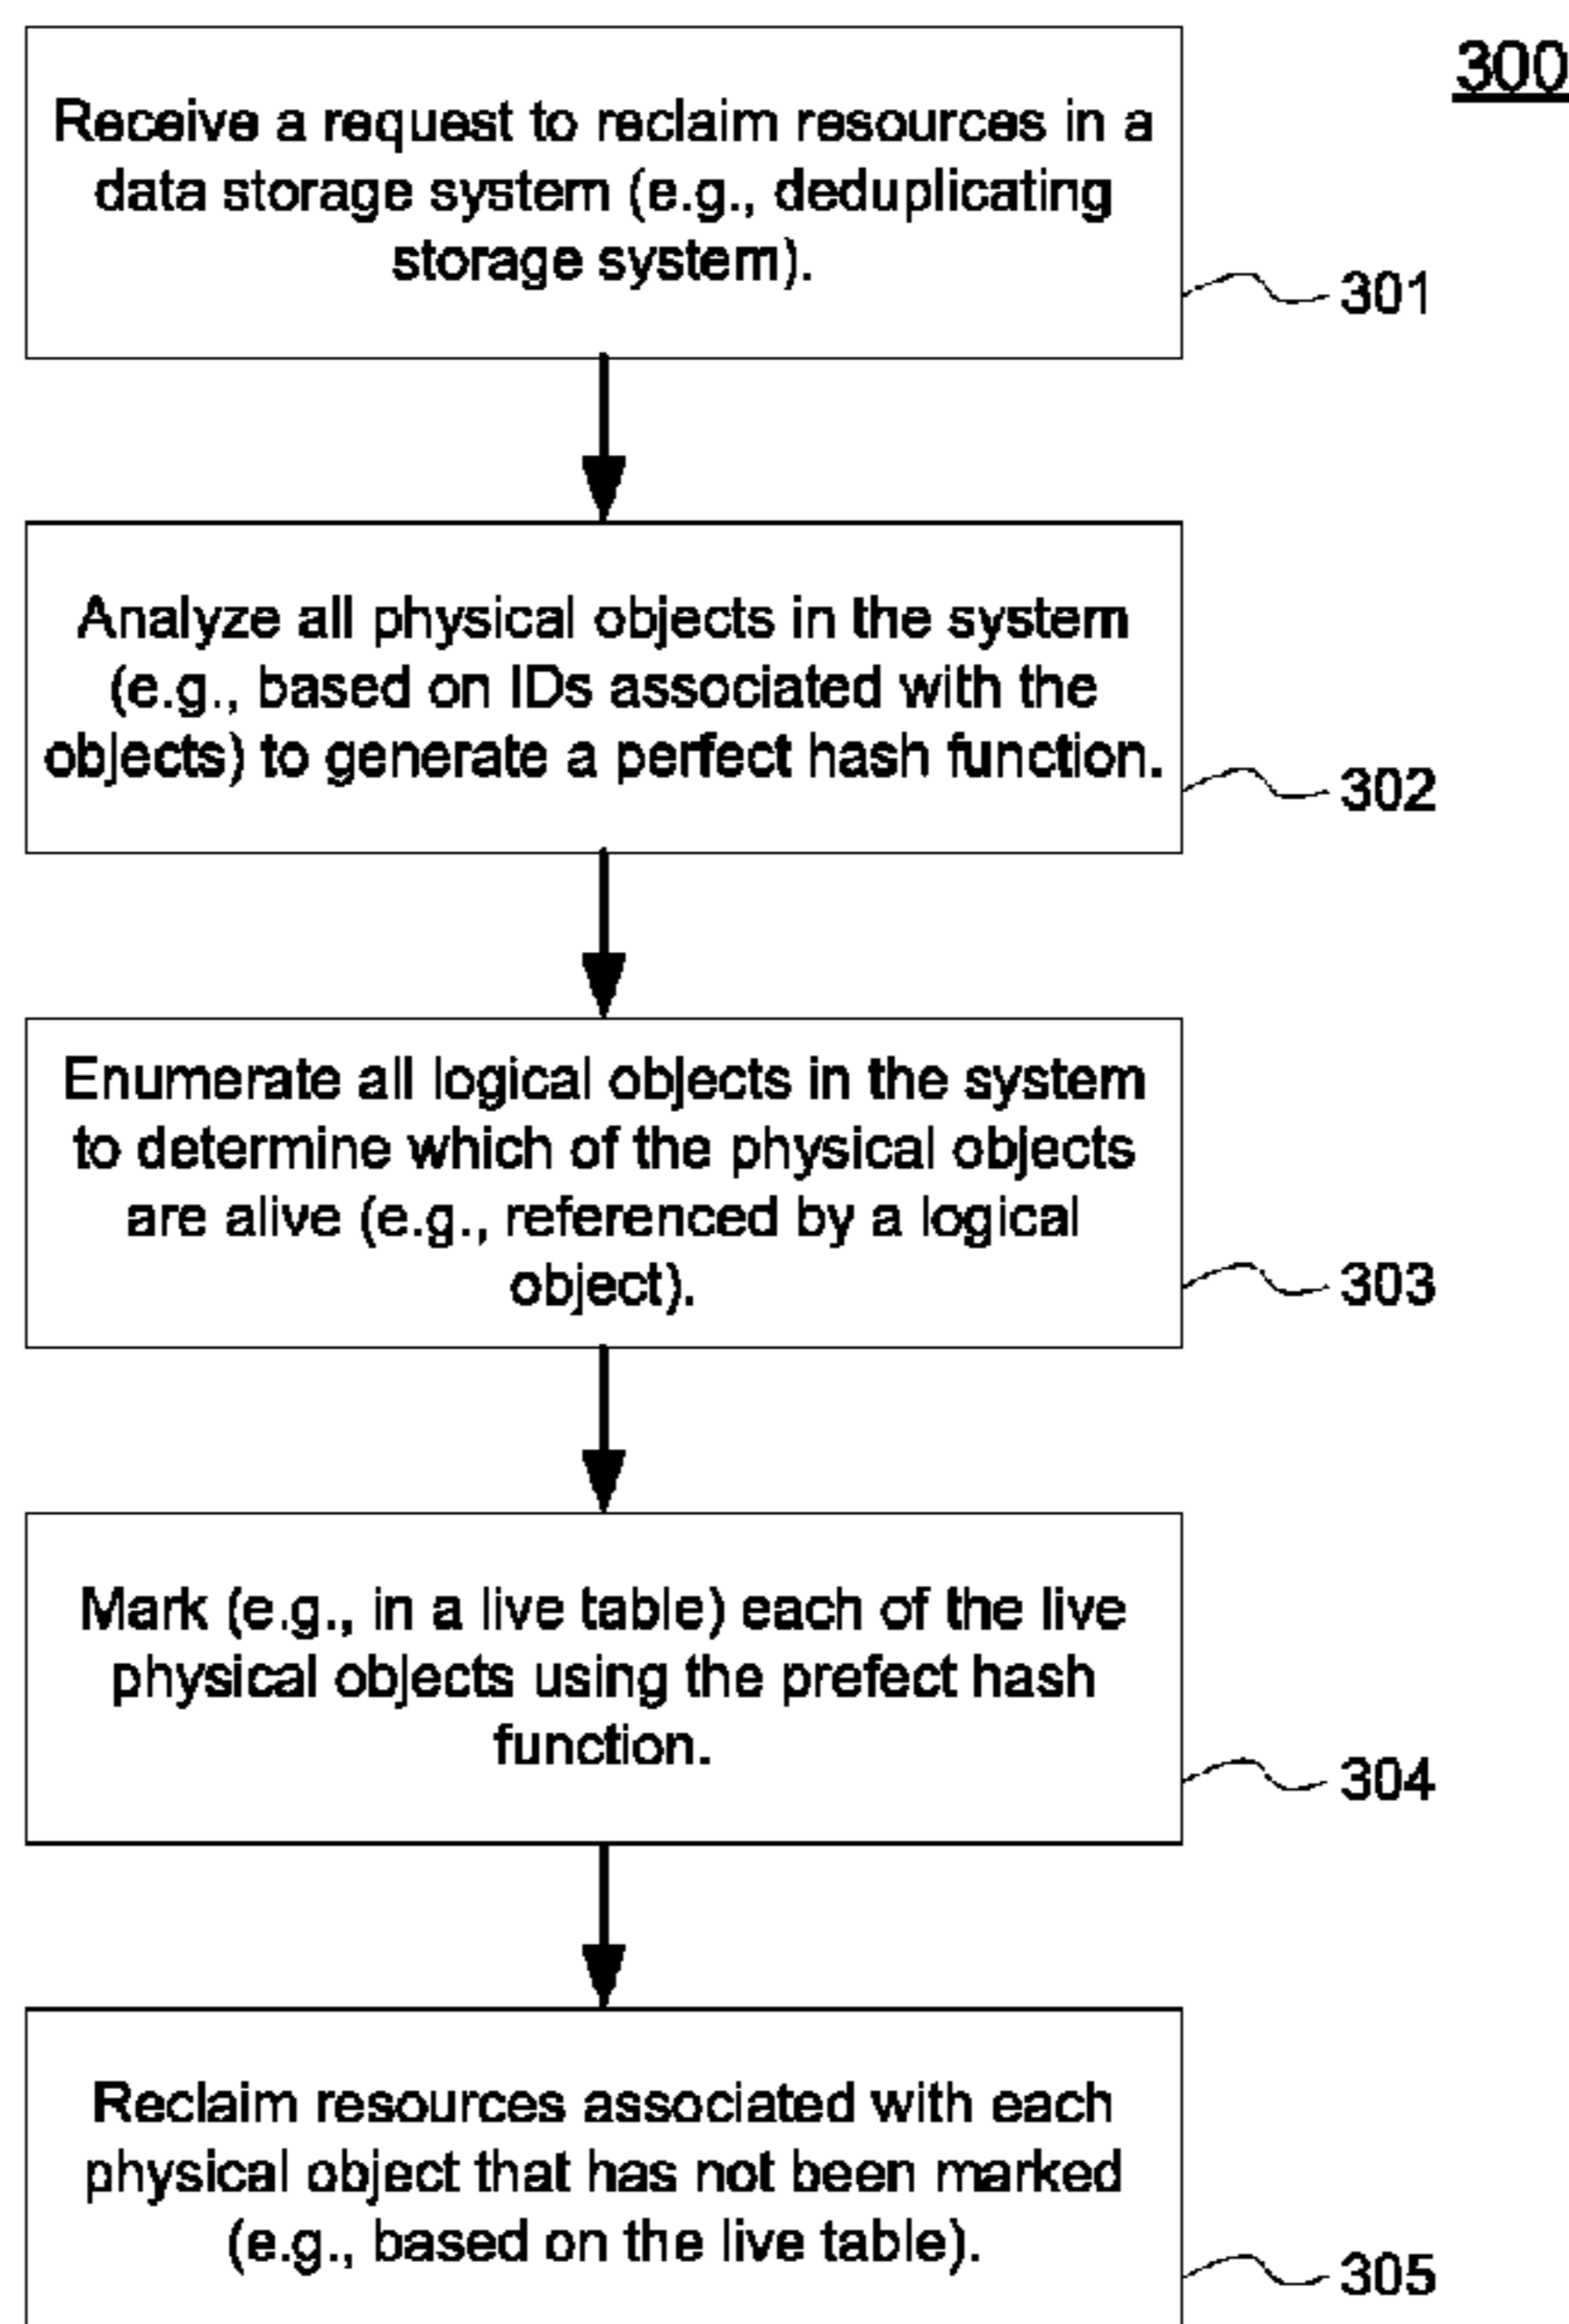 300
Receive a request to reclaim resources in a
data storage system (e.g., deduplicating
storage system).
301
Analyze all physical objects in the system
(e.g., based on IDs associated with the
objects) to generate a perfect hash function.
302
Enumerate all logical objects in the system
to determine which of the physical objects
are alive (e.g., referenced by a logical
object).
303
Mark (e.g., in a live table) each of the live
physical objects using the prefect hash
function.
304
Reclaim resources associated with each
physical object that has not been marked
(e.g., based on the live table).
305